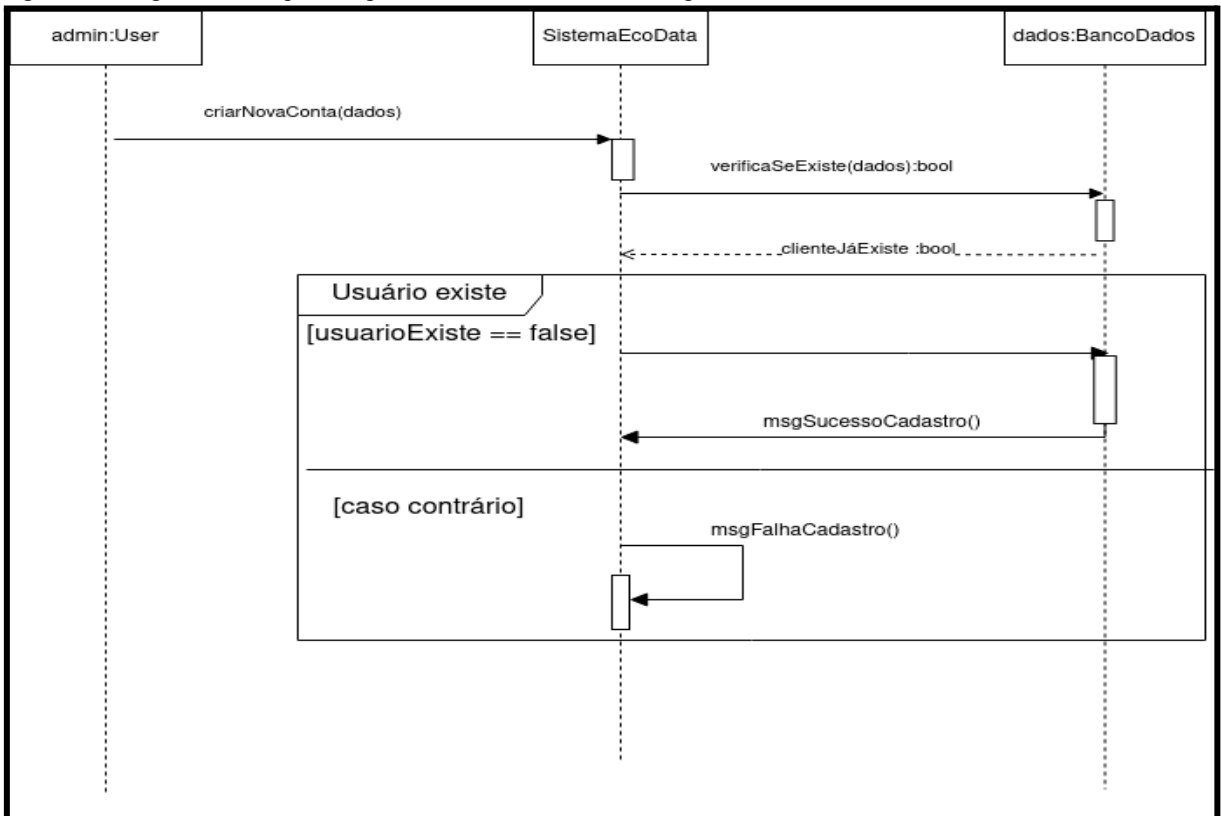 admin:User
SistemaEcoData
dados:BancoDados
criarNovaConta(dados)
verificaSeExiste(dados):bool
clienteJáExiste :bool
Usuário existe
[usuarioExiste == false]
msgSucessoCadastro()
[caso contrário]
msgFalhaCadastro()